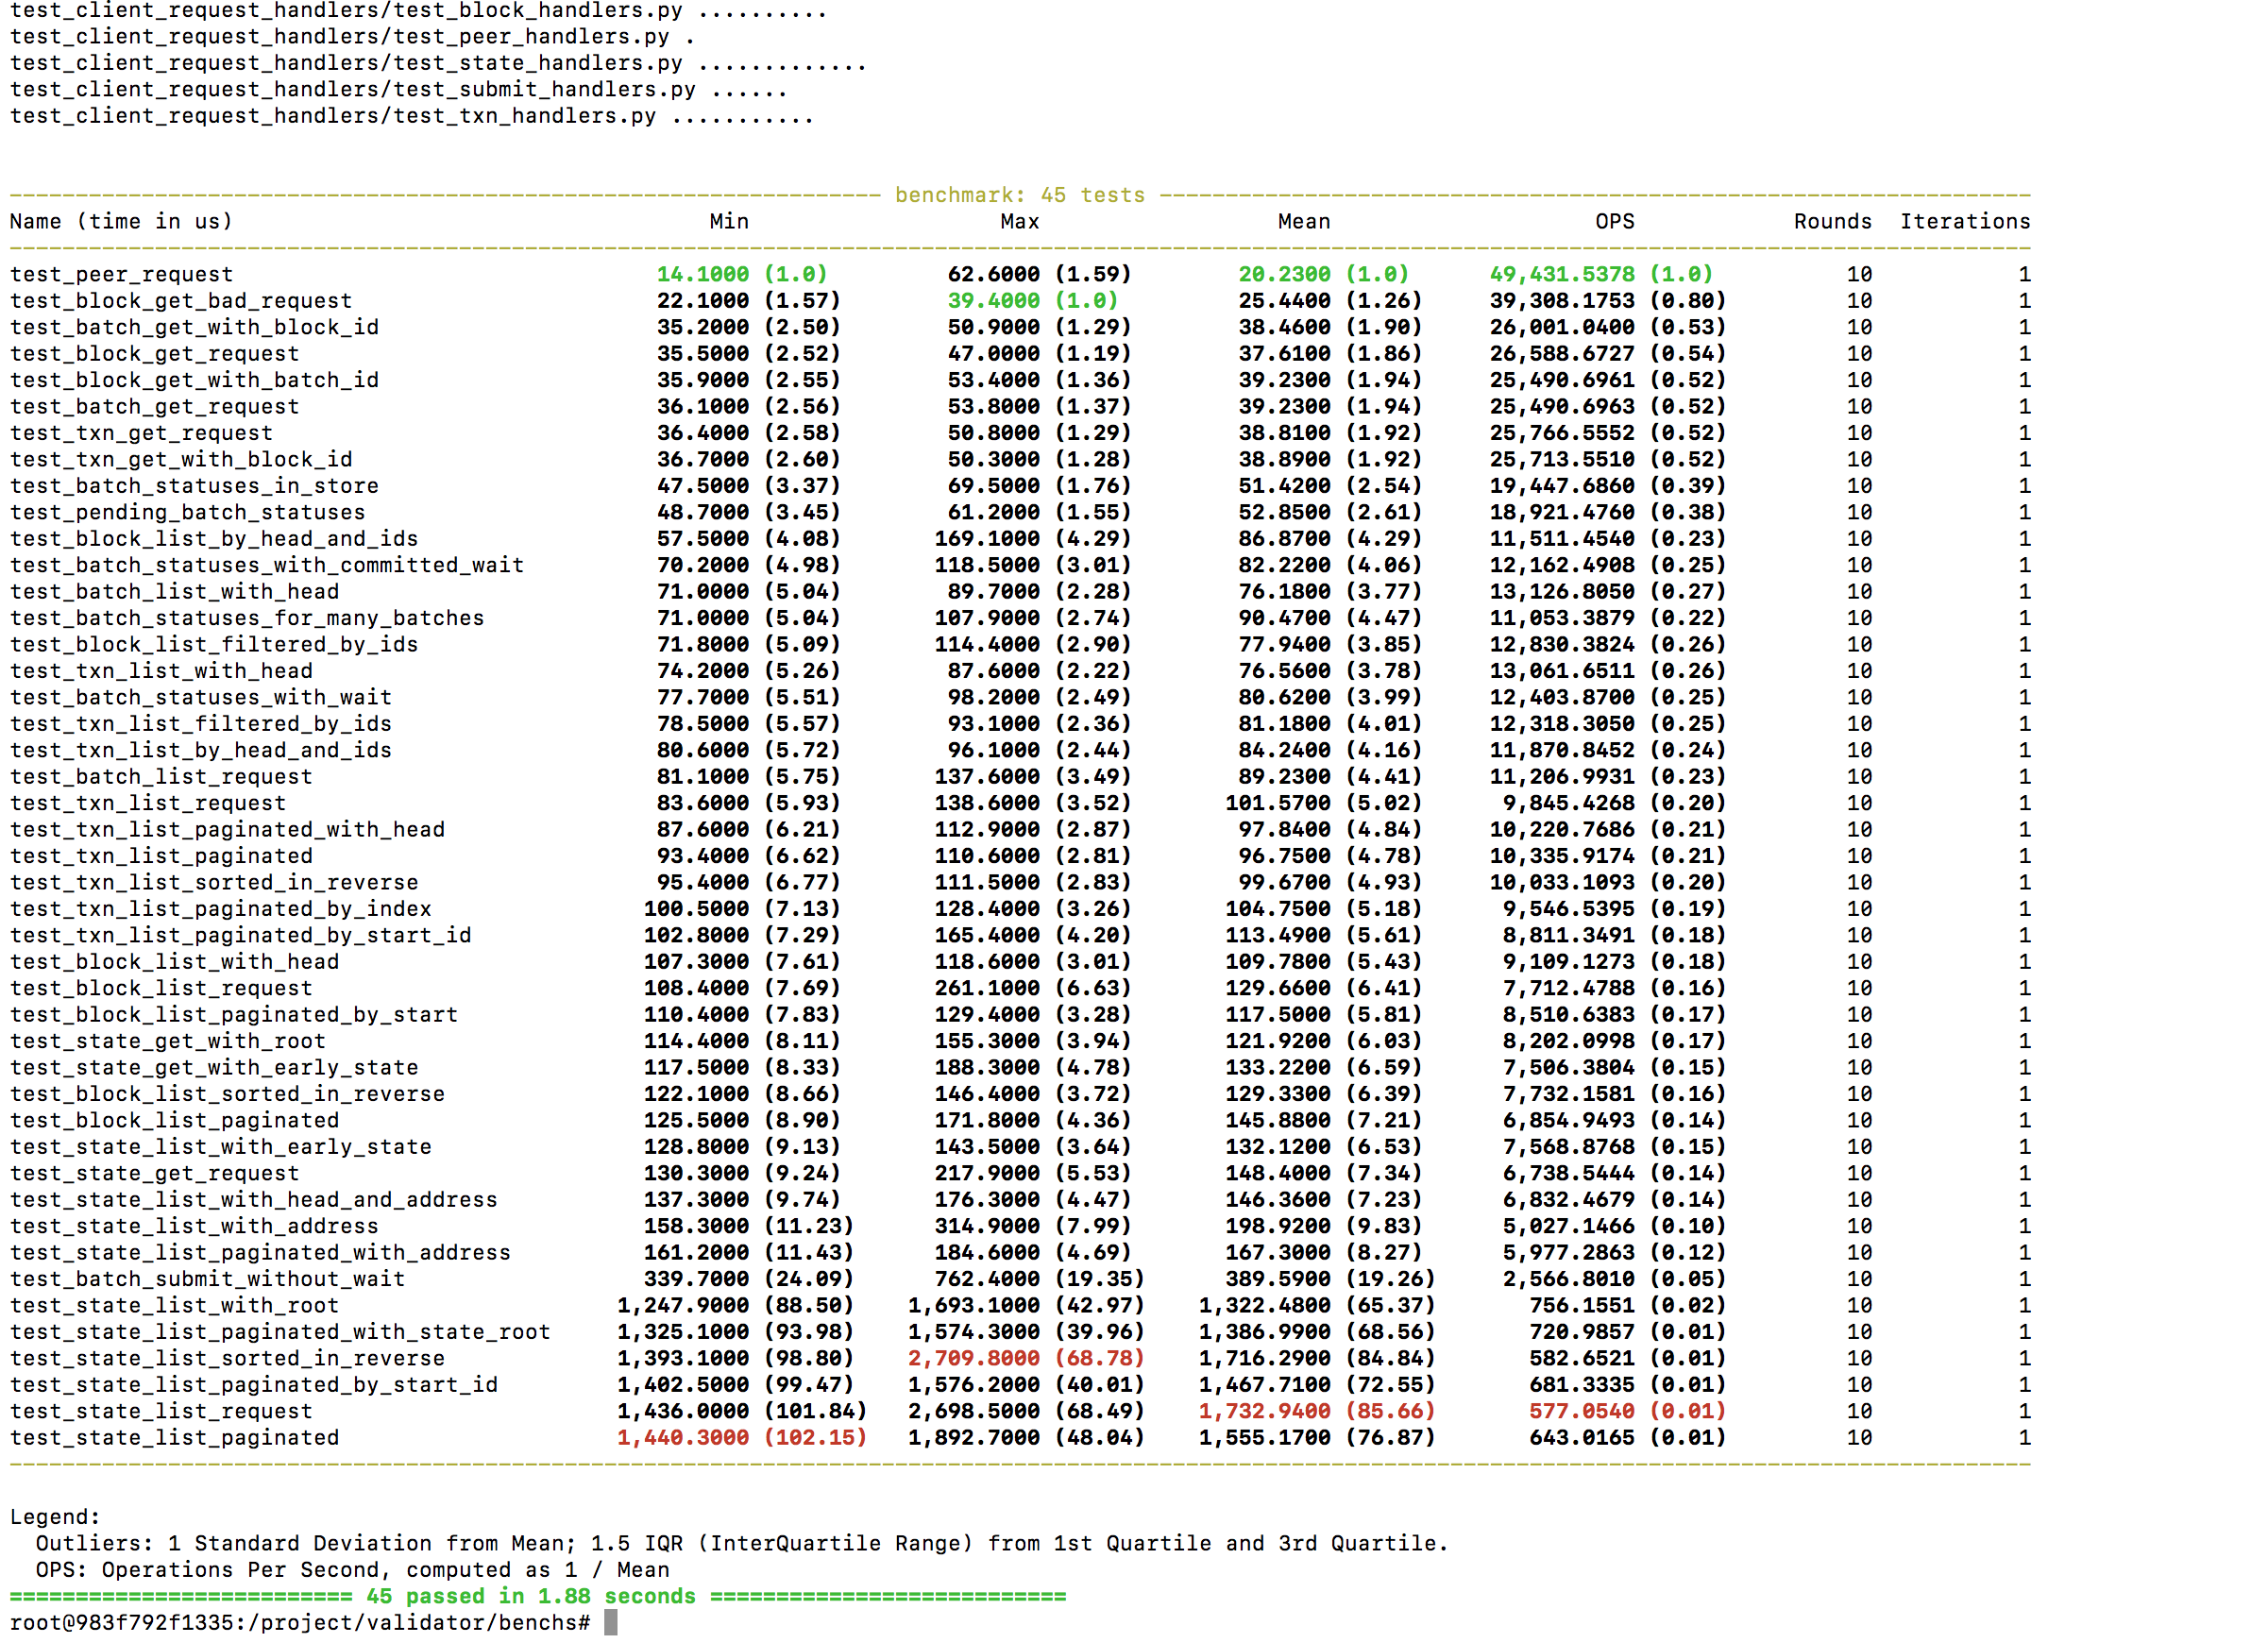 test_client_request_handlers/test_block_handlers.py ..........
test_client_request_handlers/test_peer_handlers.py .
test_client_request_handlers/test_state_handlers.py .............
test_client_request_handlers/test_submit_handlers.py ......
test_client_request_handlers/test_txn_handlers.py ...........
------------------------------------------------------------------ benchmark: 45 tests ------------------------------------------------------------------
Name (time in us) Min Max Mean OPS Rounds Iterations
test_peer_request 14.1000 (1.0) 62.6000 (1.59) 20.2300 (1.0) 49,431.5378 (1.0) 10 1
test_block_get_bad_request 22.1000 (1.57) 39.4000 (1.0) 25.4400 (1.26) 39,308.1753 (0.80) 10 1
test_batch_get_with_block_id 35.2000 (2.50) 50.9000 (1.29) 38.4600 (1.90) 26,001.0400 (0.53) 10 1
test_block_get_request 35.5000 (2.52) 47.0000 (1.19) 37.6100 (1.86) 26,588.6727 (0.54) 10 1
test_block_get_with_batch_id 35.9000 (2.55) 53.4000 (1.36) 39.2300 (1.94) 25,490.6961 (0.52) 10 1
test_batch_get_request 36.1000 (2.56) 53.8000 (1.37) 39.2300 (1.94) 25,490.6963 (0.52) 10 1
test_txn_get_request 36.4000 (2.58) 50.8000 (1.29) 38.8100 (1.92) 25,766.5552 (0.52) 10 1
test_txn_get_with_block_id 36.7000 (2.60) 50.3000 (1.28) 38.8900 (1.92) 25,713.5510 (0.52) 10 1
test_batch_statuses_in_store 47.5000 (3.37) 69.5000 (1.76) 51.4200 (2.54) 19,447.6860 (0.39) 10 1
test_pending_batch_statuses 48.7000 (3.45) 61.2000 (1.55) 52.8500 (2.61) 18,921.4760 (0.38) 10 1
test_block_list_by_head_and_ids 57.5000 (4.08) 169.1000 (4.29) 86.8700 (4.29) 11,511.4540 (0.23) 10 1
test_batch_statuses_with_committed_wait 70.2000 (4.98) 118.5000 (3.01) 82.2200 (4.06) 12,162.4908 (0.25) 10 1
test_batch_list_with_head 71.0000 (5.04) 89.7000 (2.28) 76.1800 (3.77) 13,126.8050 (0.27) 10 1
test_batch_statuses_for_many_batches 71.0000 (5.04) 107.9000 (2.74) 90.4700 (4.47) 11,053.3879 (0.22) 10 1
test_block_list_filtered_by_ids 71.8000 (5.09) 114.4000 (2.90) 77.9400 (3.85) 12,830.3824 (0.26) 10 1
test_txn_list_with_head 74.2000 (5.26) 87.6000 (2.22) 76.5600 (3.78) 13,061.6511 (0.26) 10 1
test_batch_statuses_with_wait 77.7000 (5.51) 98.2000 (2.49) 80.6200 (3.99) 12,403.8700 (0.25) 10 1
test_txn_list_filtered_by_ids 78.5000 (5.57) 93.1000 (2.36) 81.1800 (4.01) 12,318.3050 (0.25) 10 1
test_txn_list_by_head_and_ids 80.6000 (5.72) 96.1000 (2.44) 84.2400 (4.16) 11,870.8452 (0.24) 10 1
test_batch_list_request 81.1000 (5.75) 137.6000 (3.49) 89.2300 (4.41) 11,206.9931 (0.23) 10 1
test_txn_list_request 83.6000 (5.93) 138.6000 (3.52) 101.5700 (5.02) 9,845.4268 (0.20) 10 1
test_txn_list_paginated_with_head 87.6000 (6.21) 112.9000 (2.87) 97.8400 (4.84) 10,220.7686 (0.21) 10 1
test_txn_list_paginated 93.4000 (6.62) 110.6000 (2.81) 96.7500 (4.78) 10,335.9174 (0.21) 10 1
test_txn_list_sorted_in_reverse 95.4000 (6.77) 111.5000 (2.83) 99.6700 (4.93) 10,033.1093 (0.20) 10 1
test_txn_list_paginated_by_index 100.5000 (7.13) 128.4000 (3.26) 104.7500 (5.18) 9,546.5395 (0.19) 10 1
test_txn_list_paginated_by_start_id 102.8000 (7.29) 165.4000 (4.20) 113.4900 (5.61) 8,811.3491 (0.18) 10 1
test_block_list_with_head 107.3000 (7.61) 118.6000 (3.01) 109.7800 (5.43) 9,109.1273 (0.18) 10 1
test_block_list_request 108.4000 (7.69) 261.1000 (6.63) 129.6600 (6.41) 7,712.4788 (0.16) 10 1
test_block_list_paginated_by_start 110.4000 (7.83) 129.4000 (3.28) 117.5000 (5.81) 8,510.6383 (0.17) 10 1
test_state_get_with_root 114.4000 (8.11) 155.3000 (3.94) 121.9200 (6.03) 8,202.0998 (0.17) 10 1
test_state_get_with_early_state 117.5000 (8.33) 188.3000 (4.78) 133.2200 (6.59) 7,506.3804 (0.15) 10 1
test_block_list_sorted_in_reverse 122.1000 (8.66) 146.4000 (3.72) 129.3300 (6.39) 7,732.1581 (0.16) 10 1
test_block_list_paginated 125.5000 (8.90) 171.8000 (4.36) 145.8800 (7.21) 6,854.9493 (0.14) 10 1
test_state_list_with_early_state 128.8000 (9.13) 143.5000 (3.64) 132.1200 (6.53) 7,568.8768 (0.15) 10 1
test_state_get_request 130.3000 (9.24) 217.9000 (5.53) 148.4000 (7.34) 6,738.5444 (0.14) 10 1
test_state_list_with_head_and_address 137.3000 (9.74) 176.3000 (4.47) 146.3600 (7.23) 6,832.4679 (0.14) 10 1
test_state_list_with_address 158.3000 (11.23) 314.9000 (7.99) 198.9200 (9.83) 5,027.1466 (0.10) 10 1
test_state_list_paginated_with_address 161.2000 (11.43) 184.6000 (4.69) 167.3000 (8.27) 5,977.2863 (0.12) 10 1
test_batch_submit_without_wait 339.7000 (24.09) 762.4000 (19.35) 389.5900 (19.26) 2,566.8010 (0.05) 10 1
test_state_list_with_root 1,247.9000 (88.50) 1,693.1000 (42.97) 1,322.4800 (65.37) 756.1551 (0.02) 10 1
test_state_list_paginated_with_state_root 1,325.1000 (93.98) 1,574.3000 (39.96) 1,386.9900 (68.56) 720.9857 (0.01) 10 1
test_state_list_sorted_in_reverse 1,393.1000 (98.80) 2,709.8000 (68.78) 1,716.2900 (84.84) 582.6521 (0.01) 10 1
test_state_list_paginated_by_start_id 1,402.5000 (99.47) 1,576.2000 (40.01) 1,467.7100 (72.55) 681.3335 (0.01) 10 1
test_state_list_request 1,436.0000 (101.84) 2,698.5000 (68.49) 1,732.9400 (85.66) 577.0540 (0.01) 10 1
test_state_list_paginated 1,440.3000 (102.15) 1,892.7000 (48.04) 1,555.1700 (76.87) 643.0165 (0.01) 10 1
Legend:
Outliers: 1 Standard Deviation from Mean; 1.5 IQR (InterQuartile Range) from 1st Quartile and 3rd Quartile.
OPS: Operations Per Second, computed as 1 / Mean
========================== 45 passed in 1.88 seconds ===========================
root@983f792f1335:/project/validator/benchs#